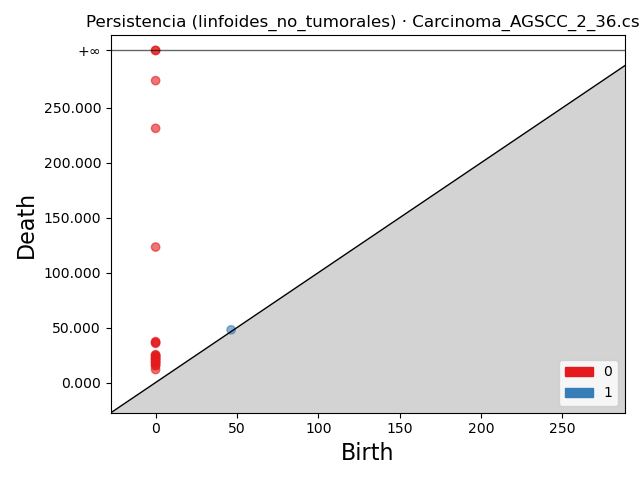 Persistencia (linfoides_no_tumorales) · Carcinoma_AGSCC_2_36.cs
+∞
250.000
200.000
150.000
100.000
50.000
0.000
Death
0
1
0 50 100 150 200 250
Birth